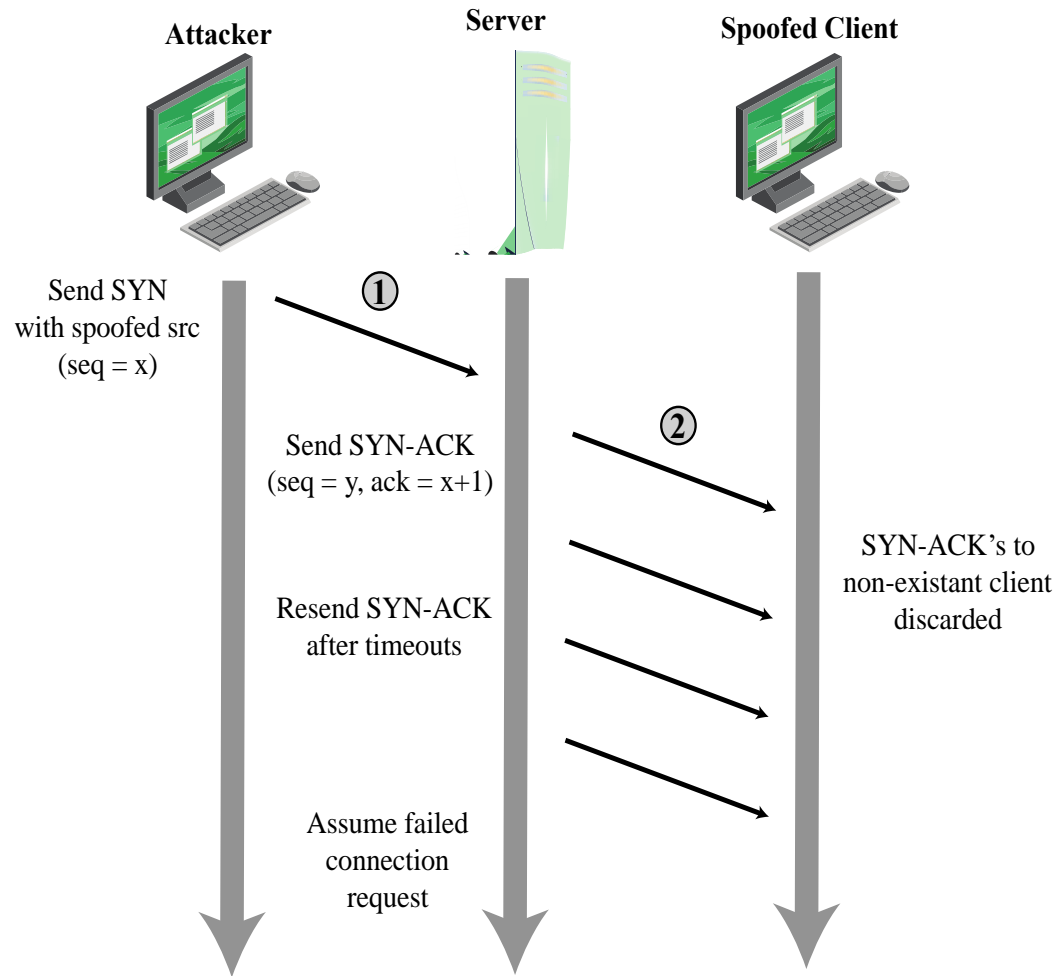 Attacker
Server
Spoofed Client
Send SYN
with spoofed src
(seq = x)
1
Send SYN-ACK
(seq = y, ack = x+1)
2
SYN-ACK’s to
non-existant client
discarded
Resend SYN-ACK
after timeouts
Assume failed
connection
request